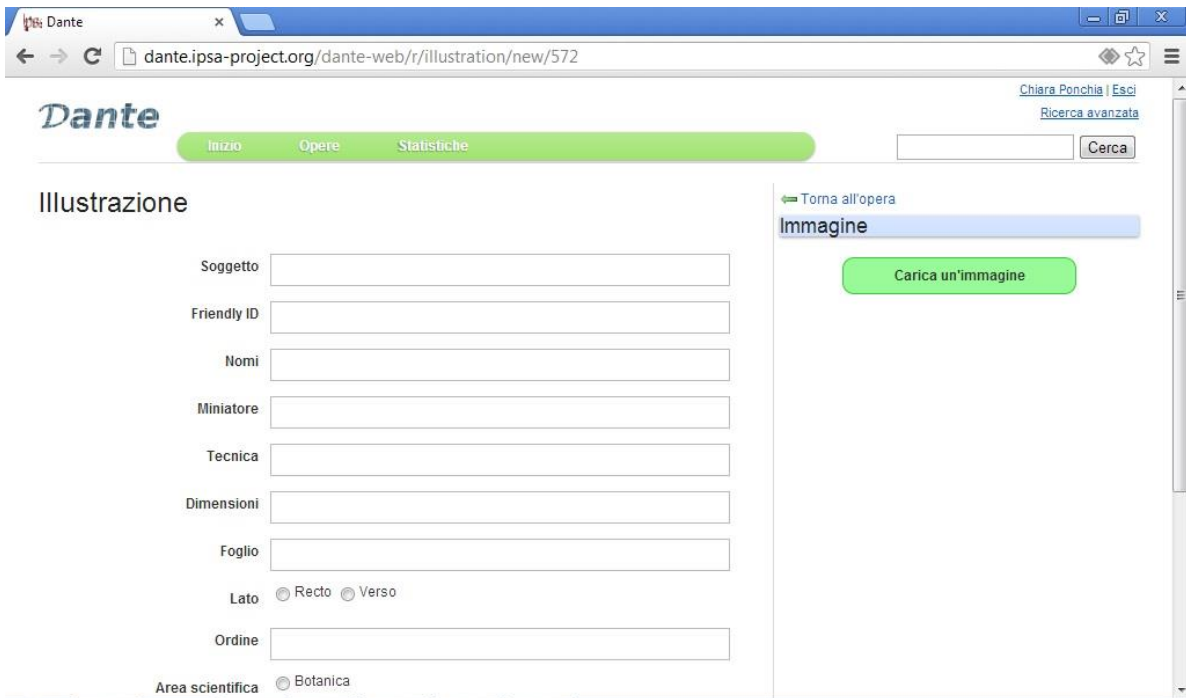 Dante
dante.ipsa-project.org/dante-web/r/illustration/new/572
Chiara Ponchia | Esci
Ricerca avanzata
Dante
Inizio Opere Statistiche
Cerca
Illustrazione
Torna all'opera
Immagine
Carica un'immagine
Soggetto
Friendly ID
Nomi
Miniatore
Tecnica
Dimensioni
Foglio
Lato Recto Verso
Ordine
Area scientifica Botanica